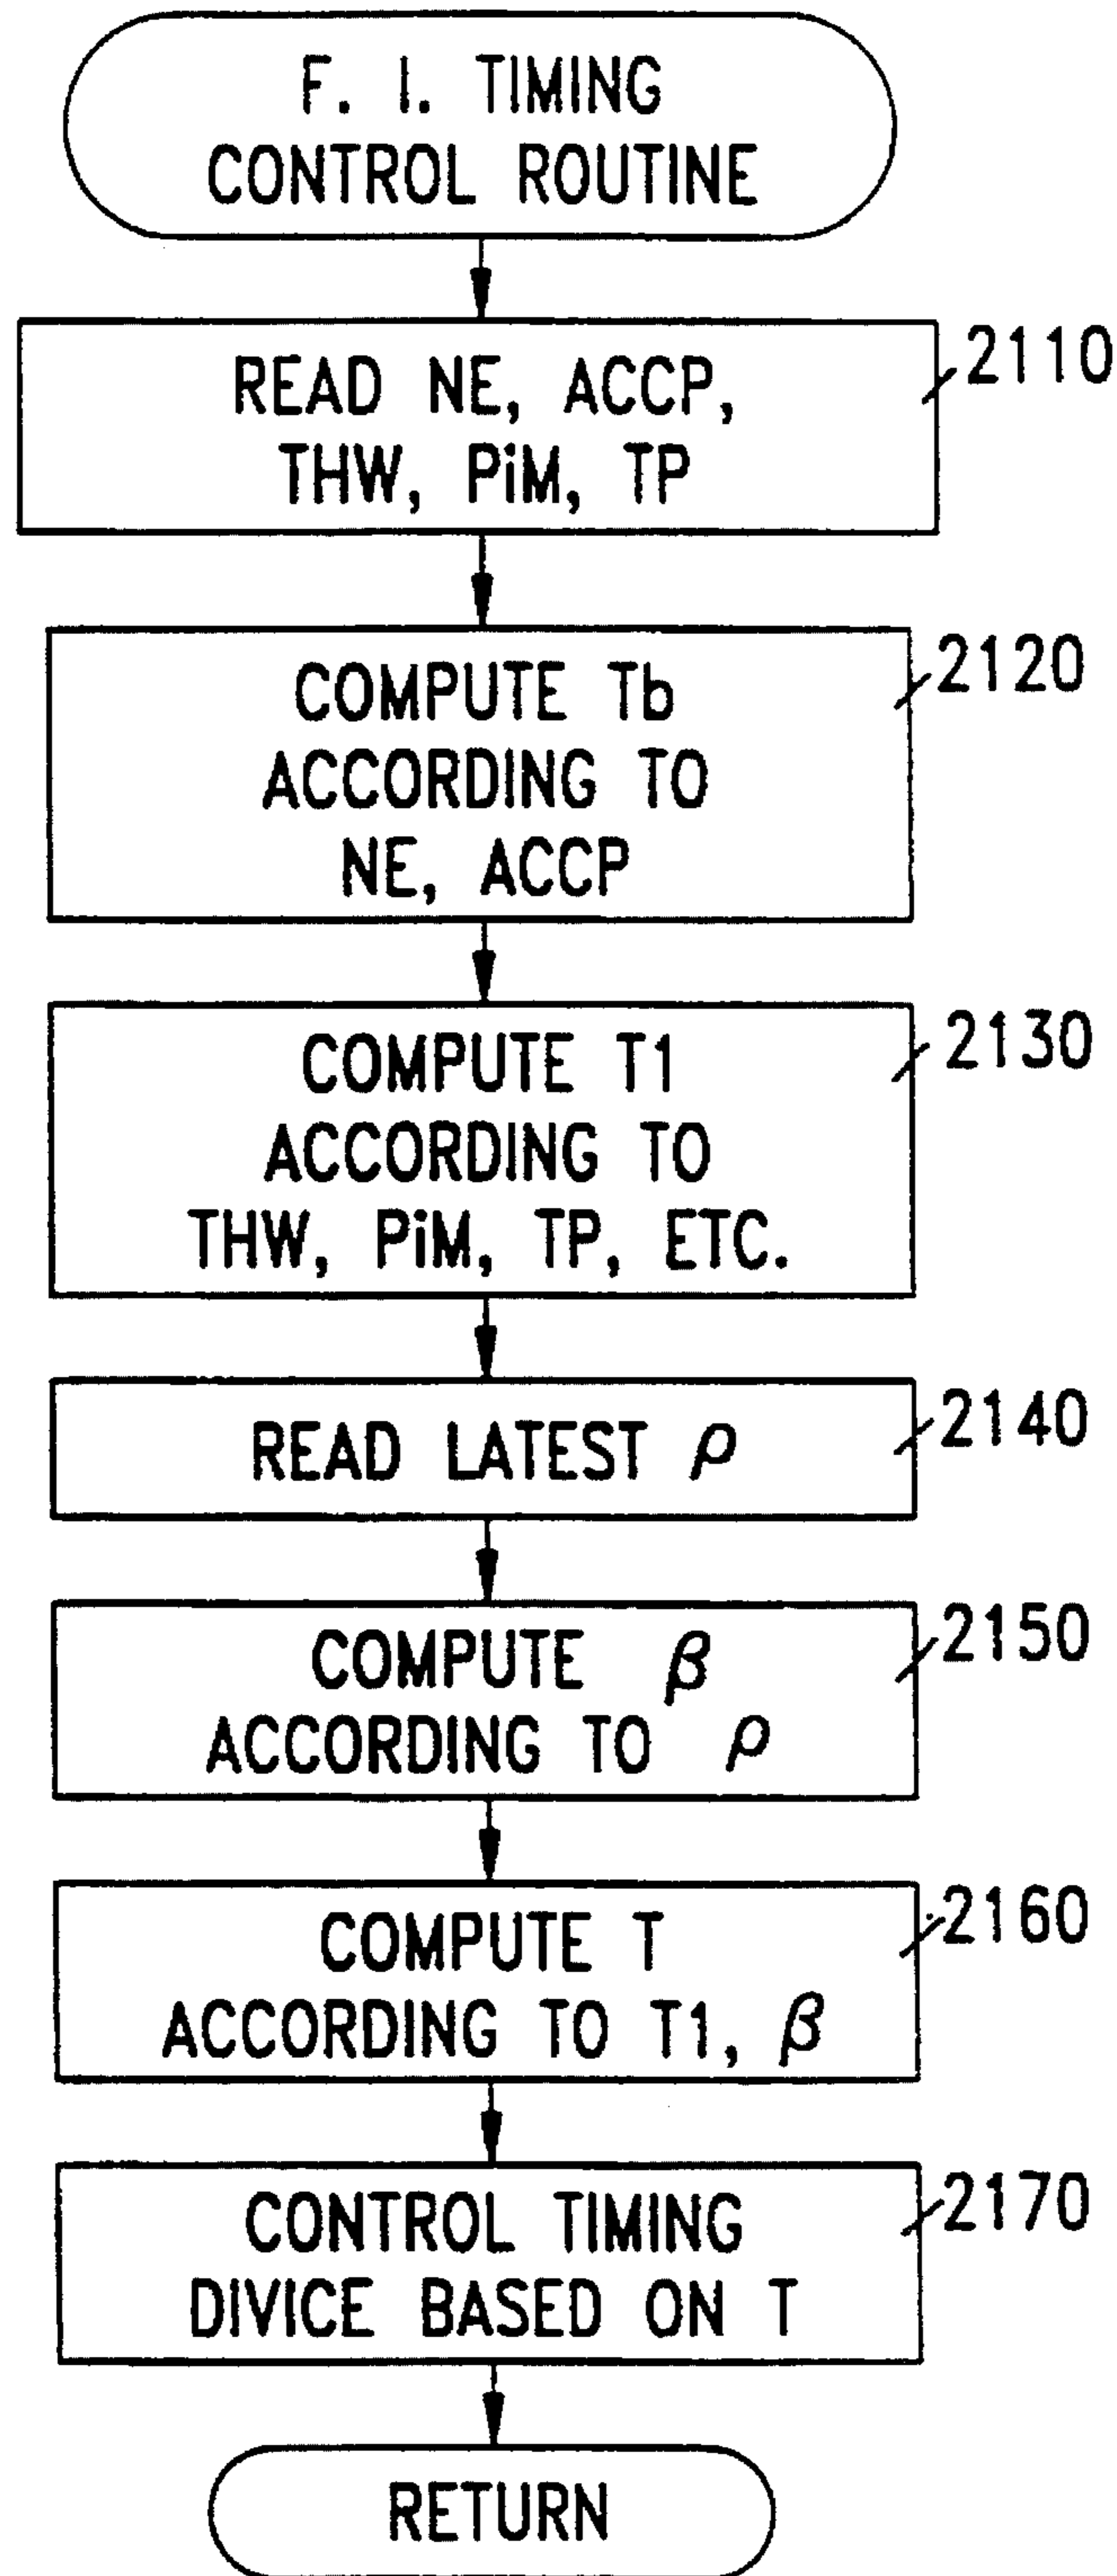 F. I. TIMING
CONTROL ROUTINE
READ NE, ACCP,
THW, PiM, TP
2110
COMPUTE Tb
ACCORDING TO
NE, ACCP
2120
COMPUTE T1
ACCORDING TO
THW, PiM, TP, ETC.
2130
READ LATEST ρ
2140
COMPUTE β
ACCORDING TO ρ
2150
COMPUTE T
ACCORDING TO T1, β
2160
CONTROL TIMING
DIVICE BASED ON T
2170
RETURN